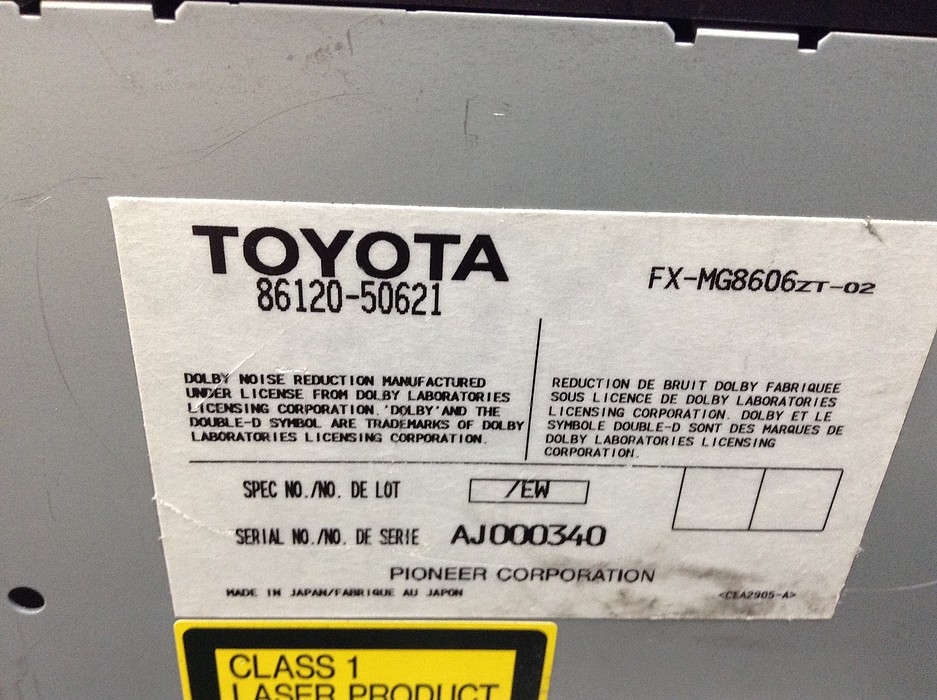 TOYOTA
86120-50621
FX-MG8606ZT-02
DOLBY NOISE REDUCTION MANUFACTURED
UNDER LICENSE FROM DOLBY LABORATORIES
LICENSING CORPORATION. 'DOLBY' AND THE
DOUBLE-D SYMBOL ARE TRADEMARKS OF DOLBY
LABORATORIES LICENSING CORPORATION.
REDUCTION DE BRUIT DOLBY FABRIQUEE
SOUS LICENCE DE DOLBY LABORATORIES
LICENSING CORPORATION. DOLBY ET LE
SYMBOLE DOUBLE-D SONT DES MARQUES DE
DOLBY LABORATORIES LICENSING
CORPORATION.
SPEC NO./NO. DE LOT /EW
SERIAL NO./NO. DE SERIE AJ000340
PIONEER CORPORATION
MADE IN JAPAN/FABRIQUE AU JAPON
<CEA2905-A>
CLASS 1
LASER PRODUCT